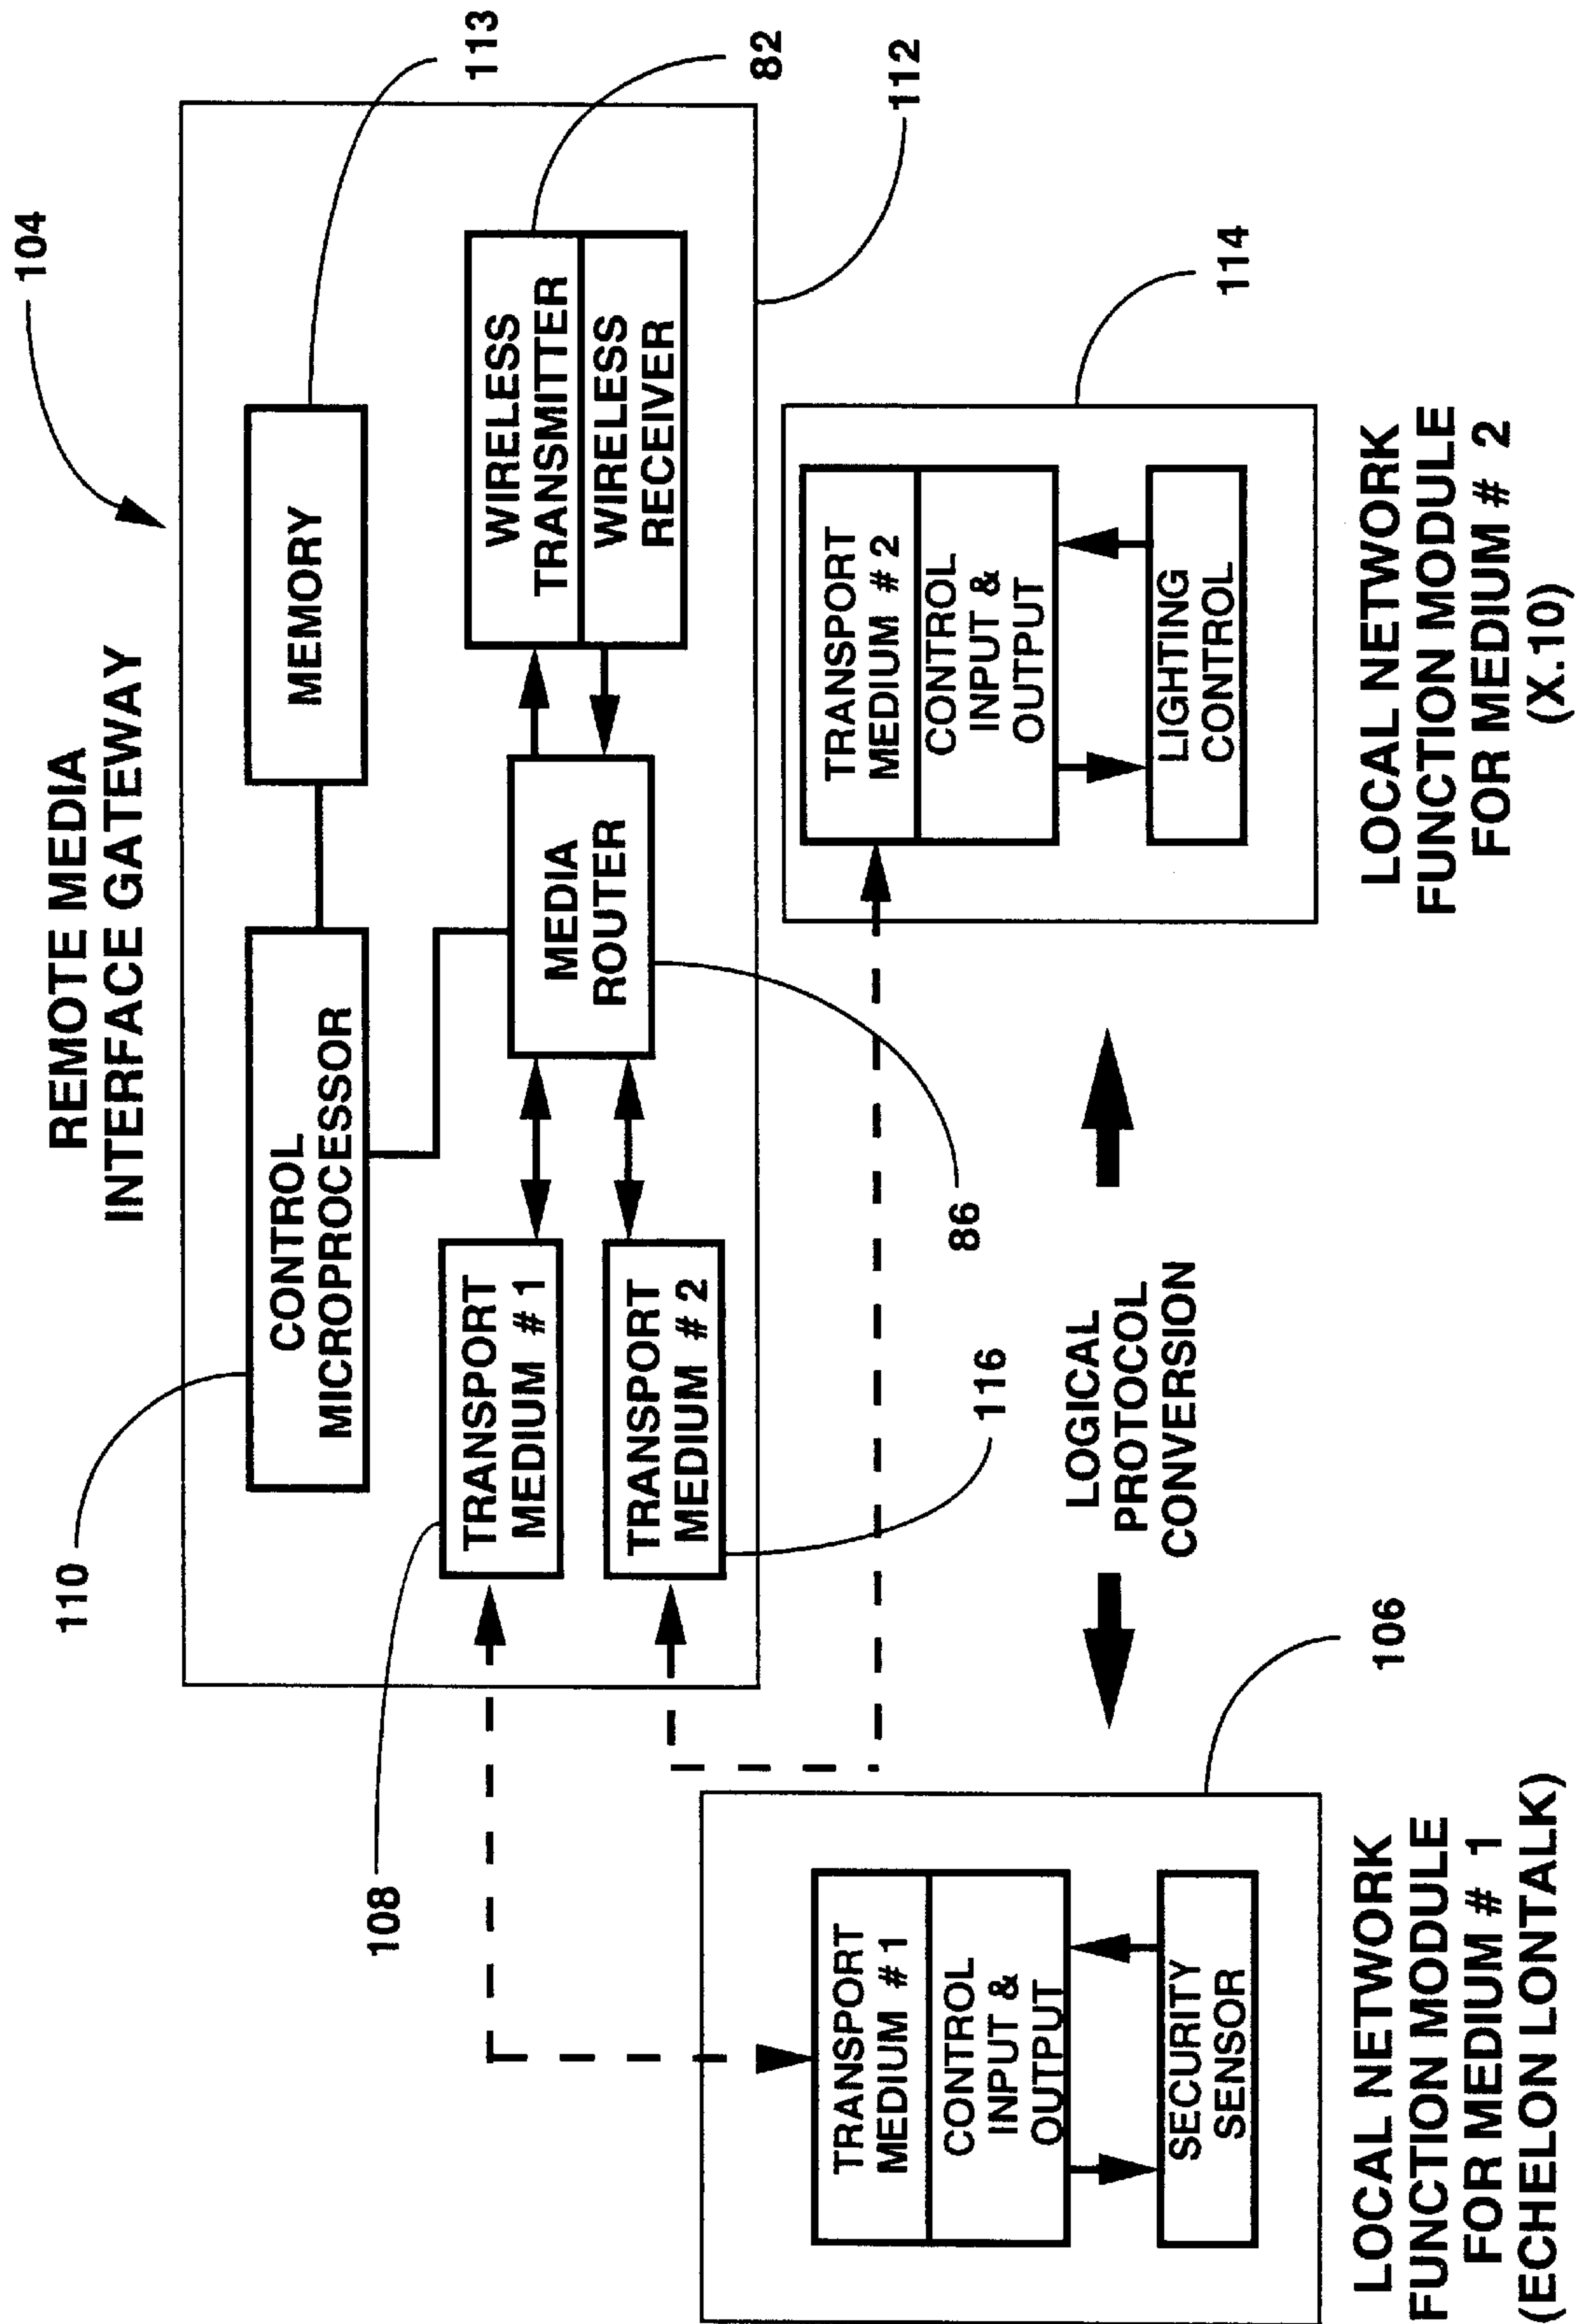 REMOTE MEDIA
INTERFACE GATEWAY
104
110
CONTROL
MICROPROCESSOR
MEMORY
113
108
TRANSPORT
MEDIUM # 1
MEDIA
ROUTER
WIRELESS
TRANSMITTER
WIRELESS
RECEIVER
82
TRANSPORT
MEDIUM # 2
116
86
112
TRANSPORT
MEDIUM # 1
CONTROL
INPUT &
OUTPUT
SECURITY
SENSOR
106
LOGICAL
PROTOCOL
CONVERSION
TRANSPORT
MEDIUM # 2
CONTROL
INPUT &
OUTPUT
LIGHTING
CONTROL
114
LOCAL NETWORK
FUNCTION MODULE
FOR MEDIUM # 1
(ECHELON LONTALK)
LOCAL NETWORK
FUNCTION MODULE
FOR MEDIUM # 2
(X.10)